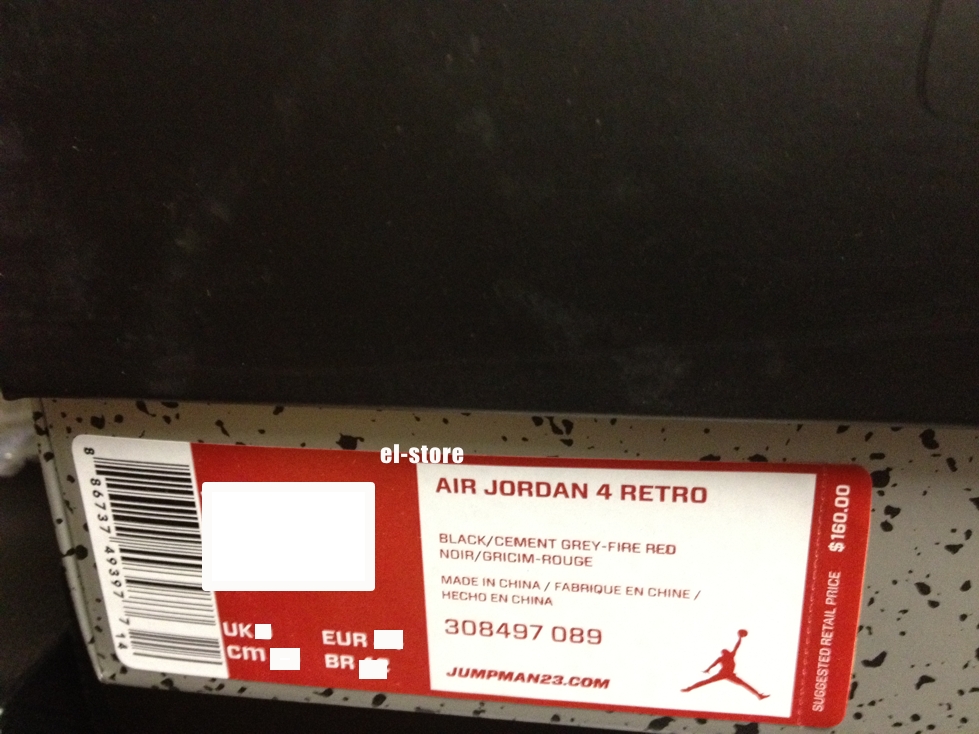 el-store
8 86737 49397 7 14
UK
cm
EUR
BR
AIR JORDAN 4 RETRO
BLACK/CEMENT GREY-FIRE RED
NOIR/GRICIM-ROUGE
MADE IN CHINA / FABRIQUE EN CHINE /
HECHO EN CHINA
308497 089
JUMPMAN23.COM
SUGGESTED RETAIL PRICE $160.00